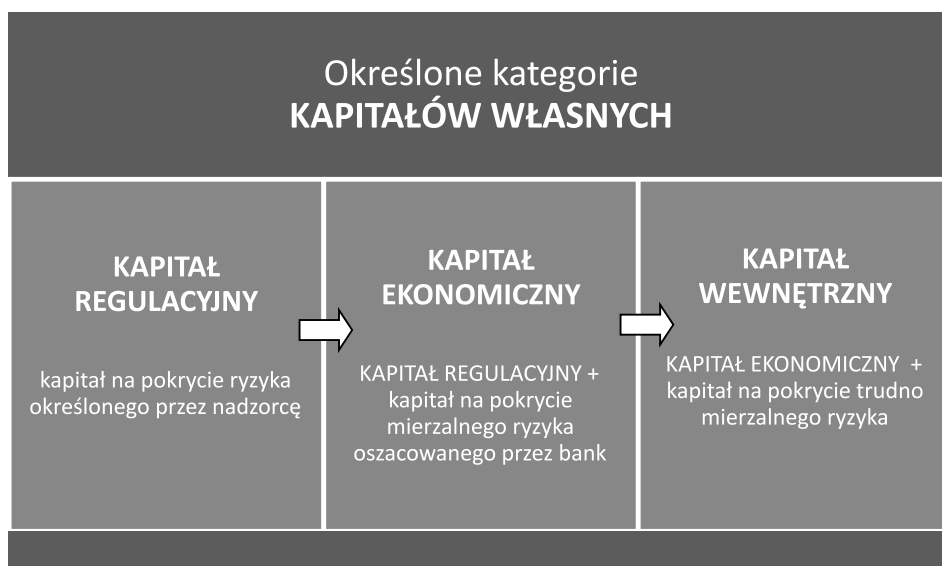 Określone kategorie
KAPITAŁÓW WŁASNYCH
KAPITAŁ
REGULACYJNY
kapitał na pokrycie ryzyka
określonego przez nadzorcę
KAPITAŁ
EKONOMICZNY
KAPITAŁ REGULACYJNY +
kapitał na pokrycie
mierzalnego ryzyka
oszacowanego przez bank
KAPITAŁ
WEWNĘTRZNY
KAPITAŁ EKONOMICZNY +
kapitał na pokrycie trudno
mierzalnego ryzyka